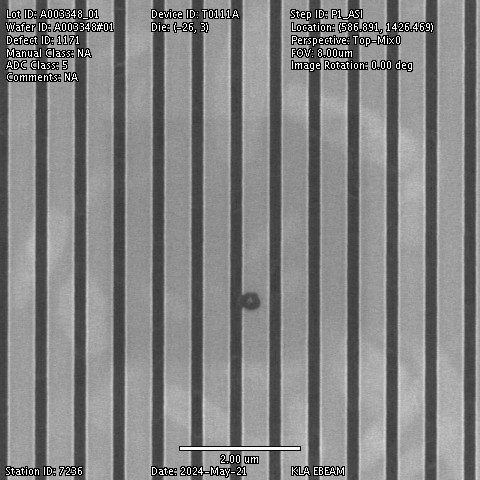 Lot ID: A003348_01
Wafer ID: A003348#01
Defect ID: 1171
Manual Class: NA
ADC Class: 5
Comments: NA
Device ID: T0111A
Die: (-26, 3)
Step ID: P1_ASI
Location: (586.891, 1426.469)
Perspective: Top-Mix0
FOV: 8.00um
Image Rotation: 0.00 deg
2.00 um
Station ID: 7236
Date: 2024-May-21
KLA EBEAM